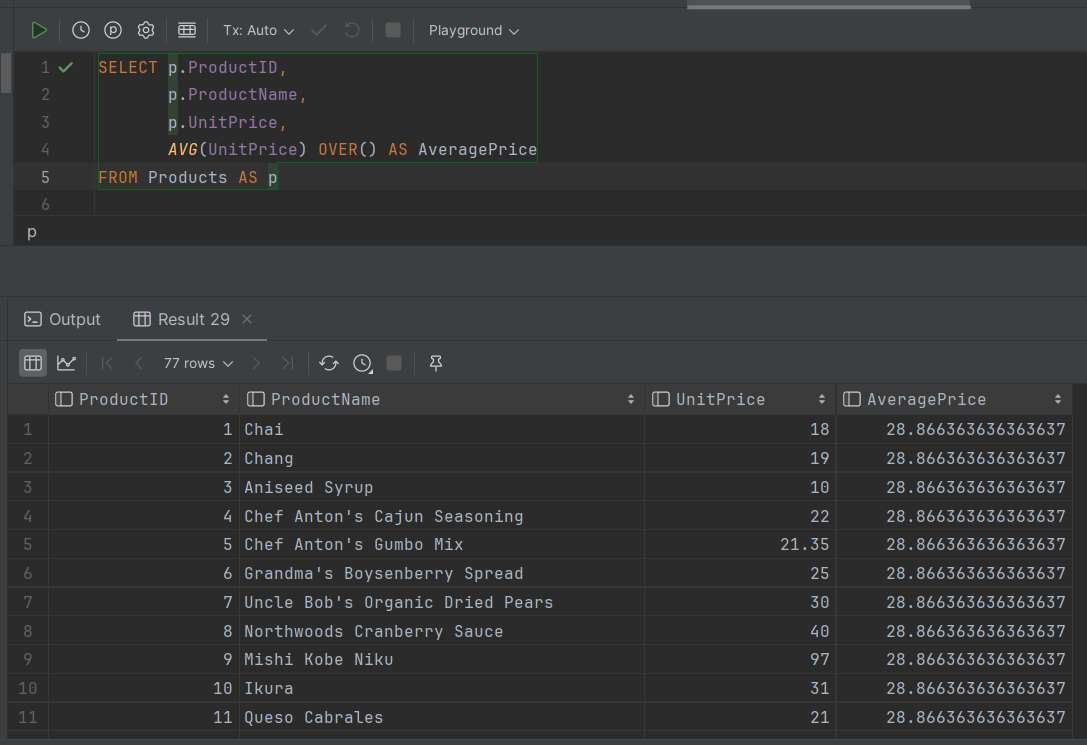 Tx: Auto Playground
1 SELECT p.ProductID,
2 p.ProductName,
3 p.UnitPrice,
4 AVG(UnitPrice) OVER() AS AveragePrice
5 FROM Products AS p
6
p
Output Result 29
77 rows
ProductID ProductName UnitPrice AveragePrice
1 1 Chai 18 28.866363636363637
2 2 Chang 19 28.866363636363637
3 3 Aniseed Syrup 10 28.866363636363637
4 4 Chef Anton's Cajun Seasoning 22 28.866363636363637
5 5 Chef Anton's Gumbo Mix 21.35 28.866363636363637
6 6 Grandma's Boysenberry Spread 25 28.866363636363637
7 7 Uncle Bob's Organic Dried Pears 30 28.866363636363637
8 8 Northwoods Cranberry Sauce 40 28.866363636363637
9 9 Mishi Kobe Niku 97 28.866363636363637
10 10 Ikura 31 28.866363636363637
11 11 Queso Cabrales 21 28.866363636363637